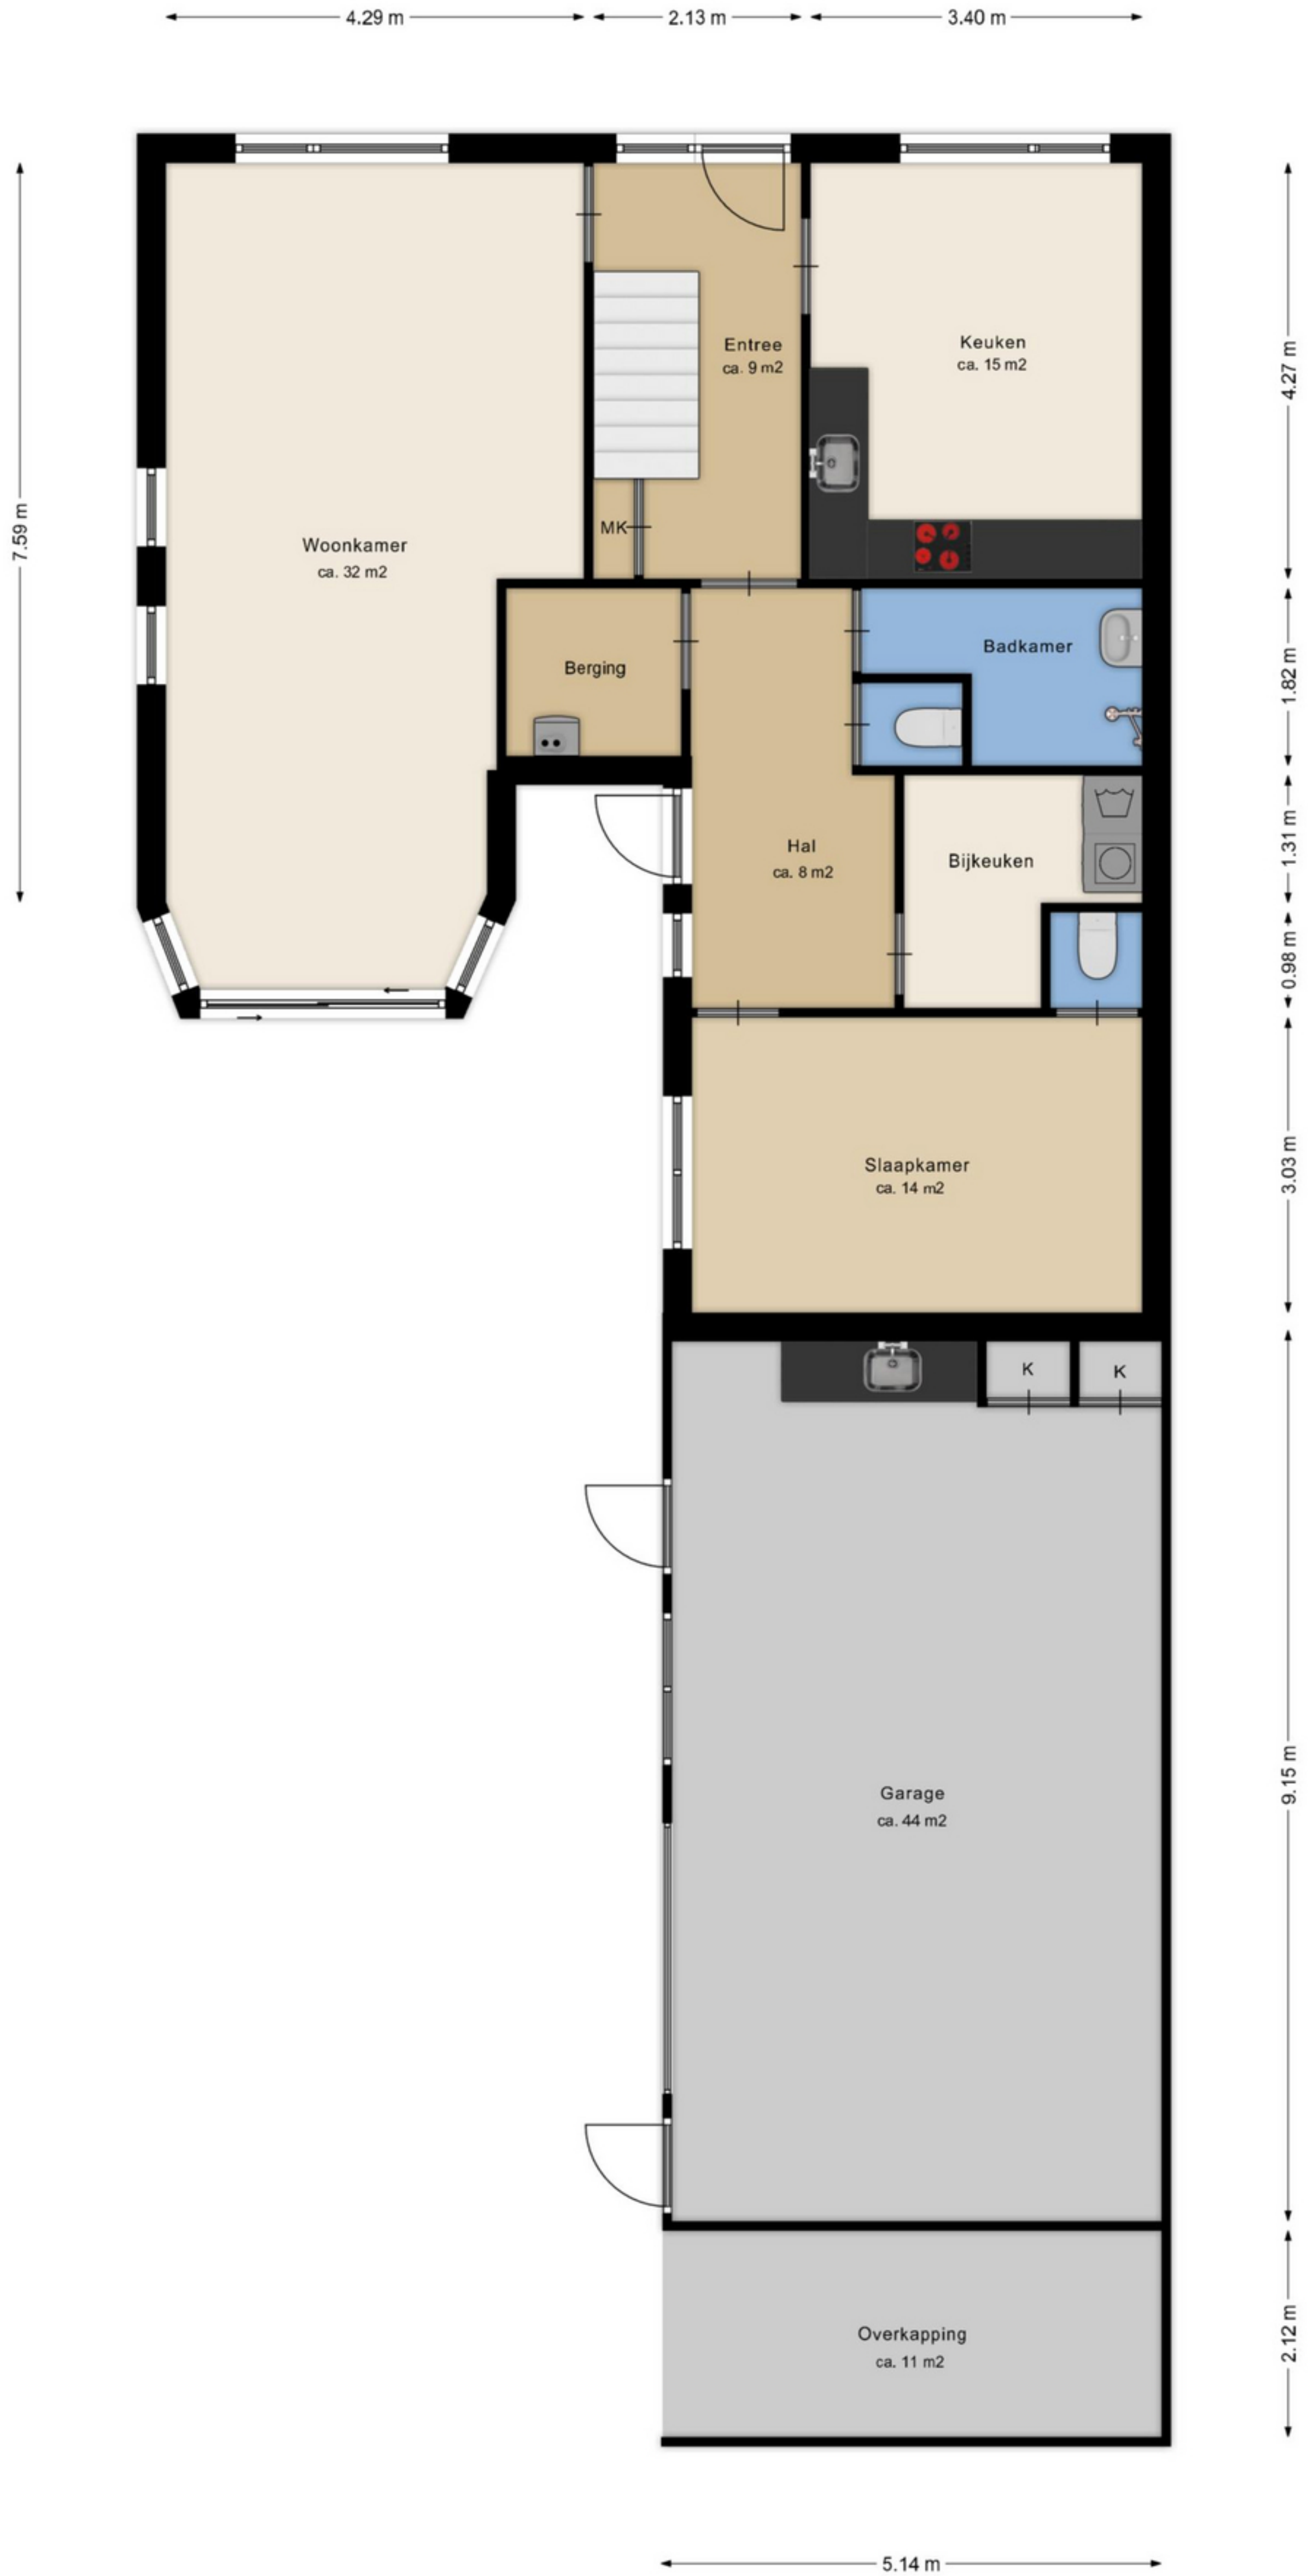 4.29 m
2.13 m
3.40 m
7.59 m
4.27 m
1.82 m
1.31 m
0.98 m
3.03 m
9.15 m
2.12 m
Entree
ca. 9 m2
Keuken
ca. 15 m2
MK
Woonkamer
ca. 32 m2
Berging
Badkamer
Hal
ca. 8 m2
Bijkeuken
Slaapkamer
ca. 14 m2
K
K
Garage
ca. 44 m2
Overkapping
ca. 11 m2
5.14 m